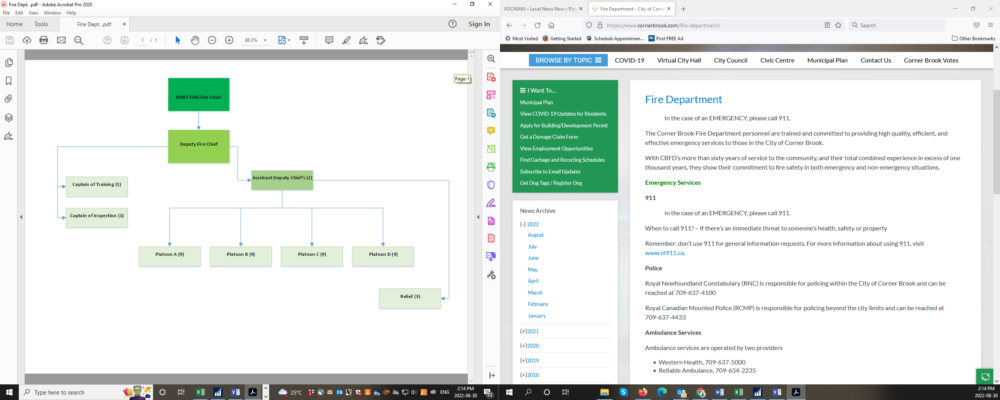 Fire Dept. .pdf - Adobe Acrobat Pro 2020
File Edit View Window Help
Home Tools Fire Dept. .pdf × Sign In
1 / 1 88.3%
Page-1
DIRECTOR/Fire Chief
Deputy Fire Chief
Assistant Deputy Chief's (2)
Captain of Training (1)
Captain of Inspection (1)
Platoon A (9) Platoon B (9) Platoon C (9) Platoon D (9)
Relief (3)
Type here to search
25°C
ENG
2:14 PM
2022-08-30
22
VOCMAM – Local News Now :: Play
Fire Department - City of Corne
https://www.cornerbrook.com/fire-department/
Search
Most Visited Getting Started Schedule Appointmen... NL Post FREE Ad Other Bookmarks
BROWSE BY TOPIC COVID-19 Virtual City Hall City Council Civic Centre Municipal Plan Contact Us Corner Brook Votes
I Want To...
Municipal Plan
View COVID-19 Updates for Residents
Apply for Building/Development Permit
Get a Damage Claim Form
View Employment Opportunities
Find Garbage and Recycling Schedules
Subscribe to Email Updates
Get Dog Tags / Register Dog
News Archive
(-) 2022
August
July
June
May
April
March
February
January
(+)2021
(+)2020
(+)2019
(+)2018
Fire Department
In the case of an EMERGENCY, please call 911.
The Corner Brook Fire Department personnel are trained and committed to providing high quality, efficient, and
effective emergency services to those in the City of Corner Brook.
With CBFD's more than sixty years of service to the community, and their total combined experience in excess of one
thousand years, they show their commitment to fire safety in both emergency and non-emergency situations.
Emergency Services
911
In the case of an EMERGENCY, please call 911.
When to call 911? – If there's an immediate threat to someone's health, safety or property
Remember: don't use 911 for general information requests. For more information about using 911, visit
www.nl911.ca.
Police
Royal Newfoundland Constabulary (RNC) is responsible for policing within the City of Corner Brook and can be
reached at 709-637-4100
Royal Canadian Mounted Police (RCMP) is responsible for policing beyond the city limits and can be reached at
709-637-4433
Ambulance Services
Ambulance services are operated by two providers
▪ Western Health, 709-637-5000
▪ Reliable Ambulance, 709-634-2235
2:14 PM
2022-08-30